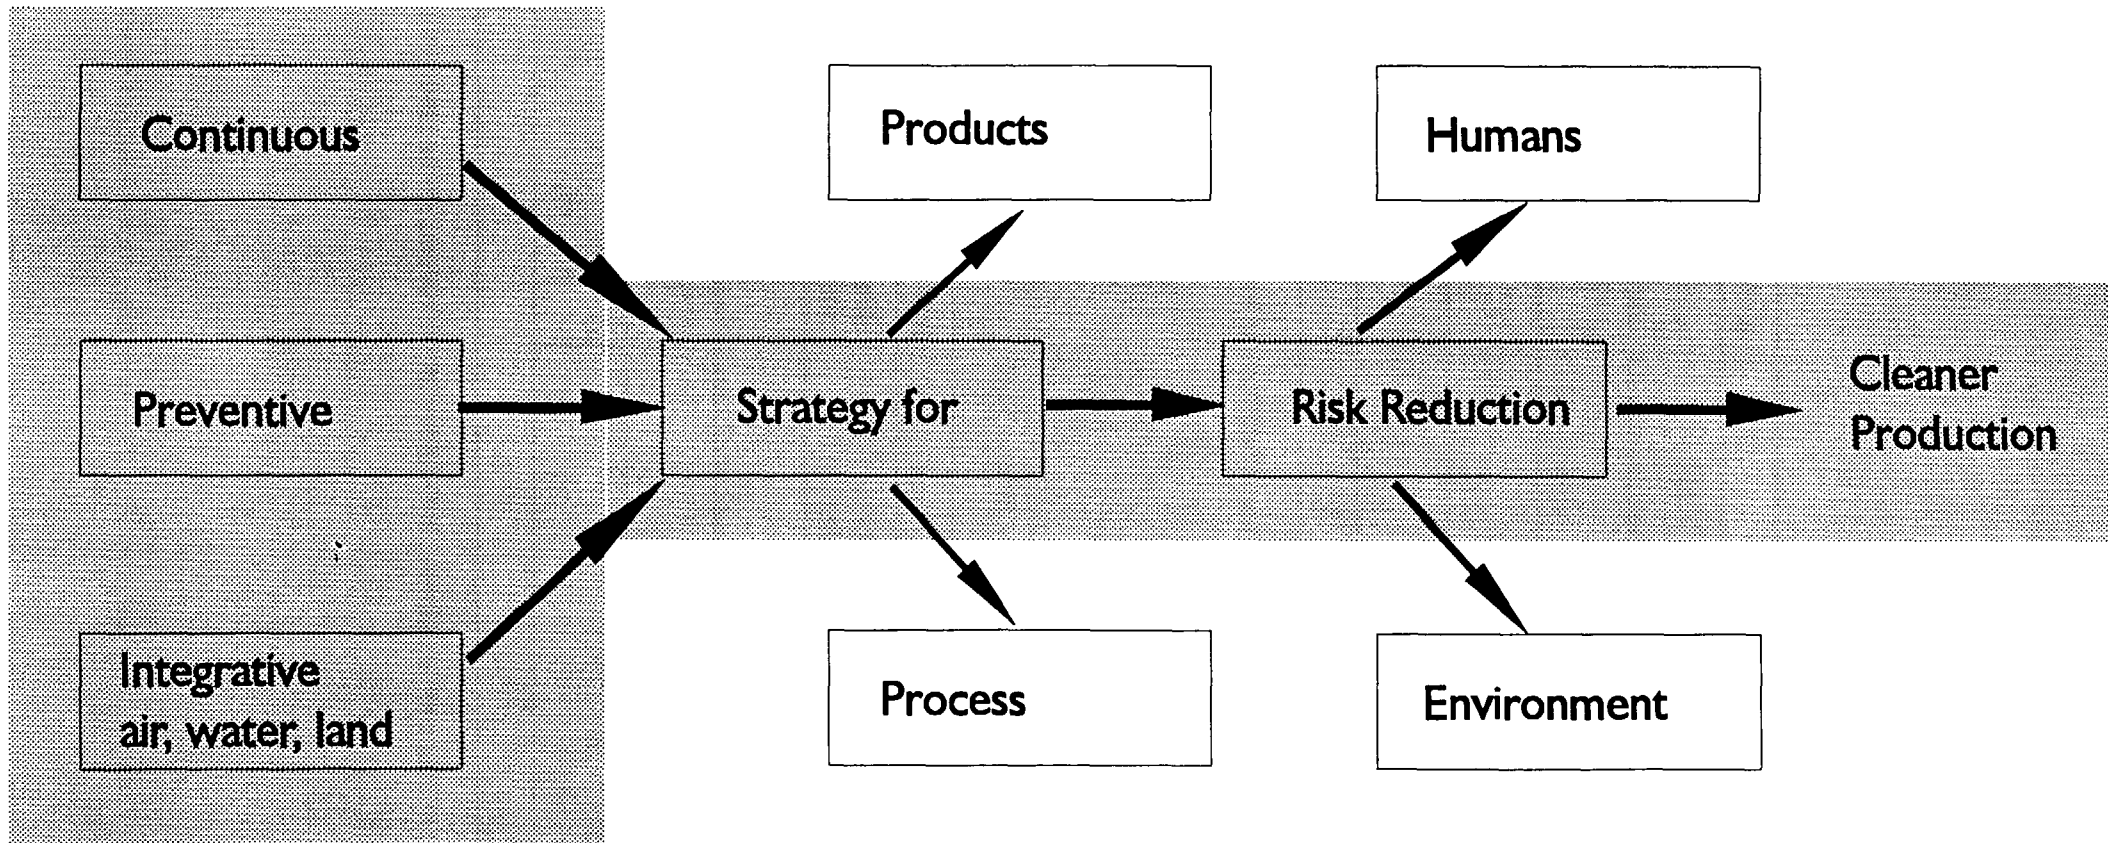 Continuous
Products
Humans
Preventive
Strategy for
Risk Reduction
Cleaner
Production
Integrative
air, water, land
Process
Environment